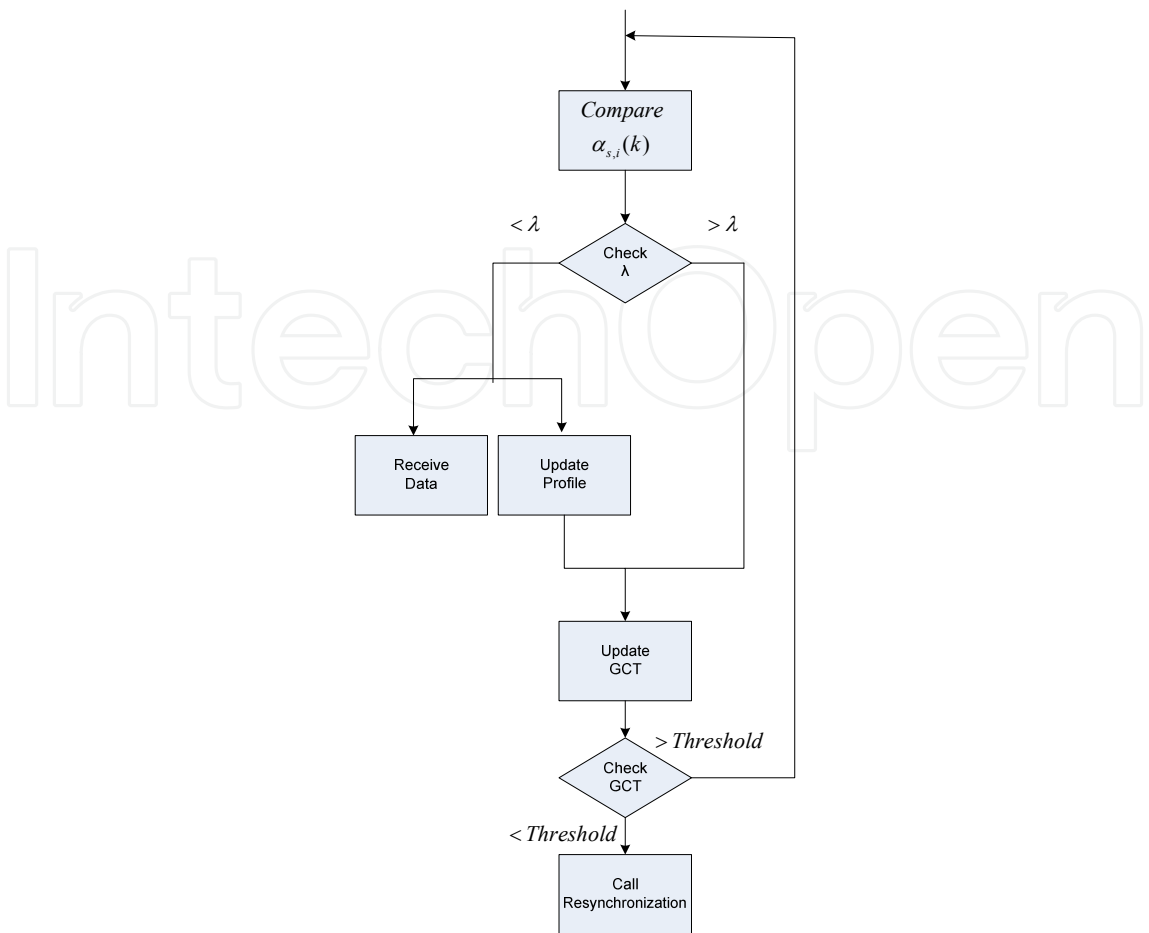 Compare
α_{s,i}(k)
< λ
> λ
Check
λ
IntechOpen
Receive
Data
Update
Profile
Update
GCT
> Threshold
Check
GCT
< Threshold
Call
Resynchronization